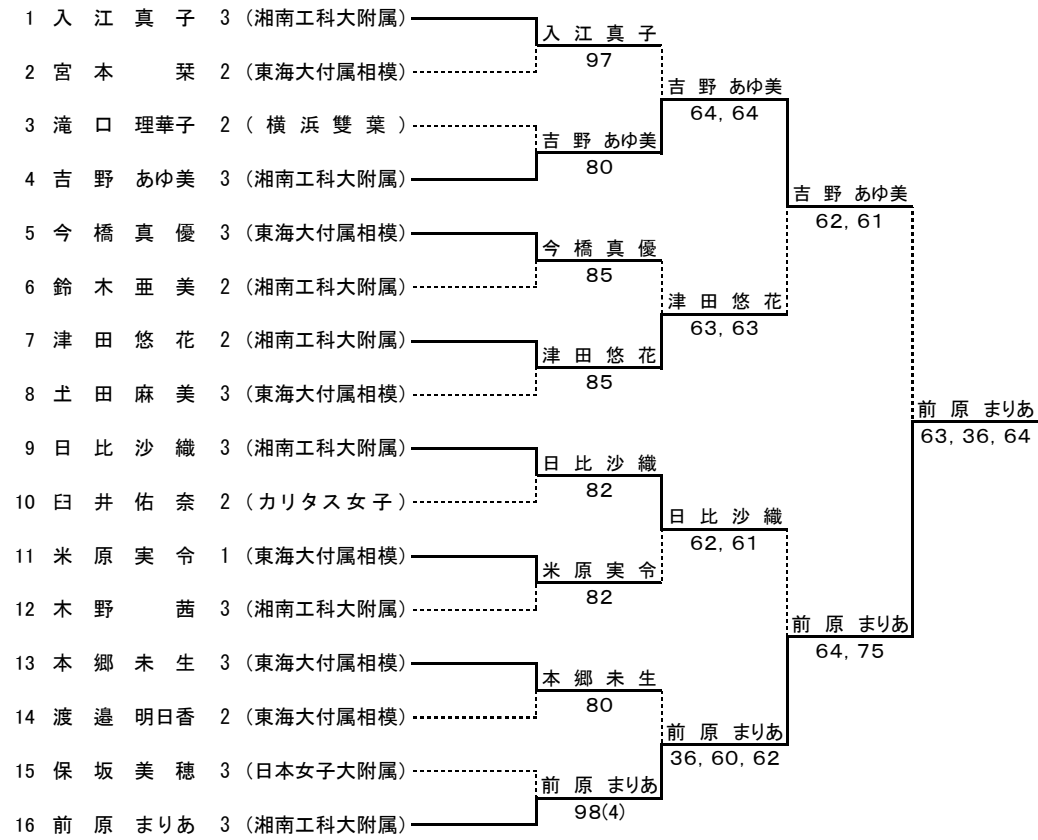 1 入江真子 3 (湘南工科大附属)
入江真子
97
2 宮本栞 2 (東海大付属相模)
吉野 あゆ美
64, 64
3 滝口理華子 2 (横浜雙葉)
吉野 あゆ美
80
4 吉野あゆ美 3 (湘南工科大附属)
吉野 あゆ美
62, 61
5 今橋真優 3 (東海大付属相模)
今橋真優
85
6 鈴木亜美 2 (湘南工科大附属)
津田悠花
63, 63
7 津田悠花 2 (湘南工科大附属)
津田悠花
85
8 𡈽田麻美 3 (東海大付属相模)
前原 まりあ
63, 36, 64
9 日比沙織 3 (湘南工科大附属)
日比沙織
82
10 臼井佑奈 2 (カリタス女子)
日比沙織
62, 61
11 米原実令 1 (東海大付属相模)
米原実令
82
12 木野茜 3 (湘南工科大附属)
前原 まりあ
64, 75
13 本郷未生 3 (東海大付属相模)
本郷未生
80
14 渡邉明日香 2 (東海大付属相模)
前原 まりあ
36, 60, 62
15 保坂美穂 3 (日本女子大附属)
前原 まりあ
98(4)
16 前原まりあ 3 (湘南工科大附属)